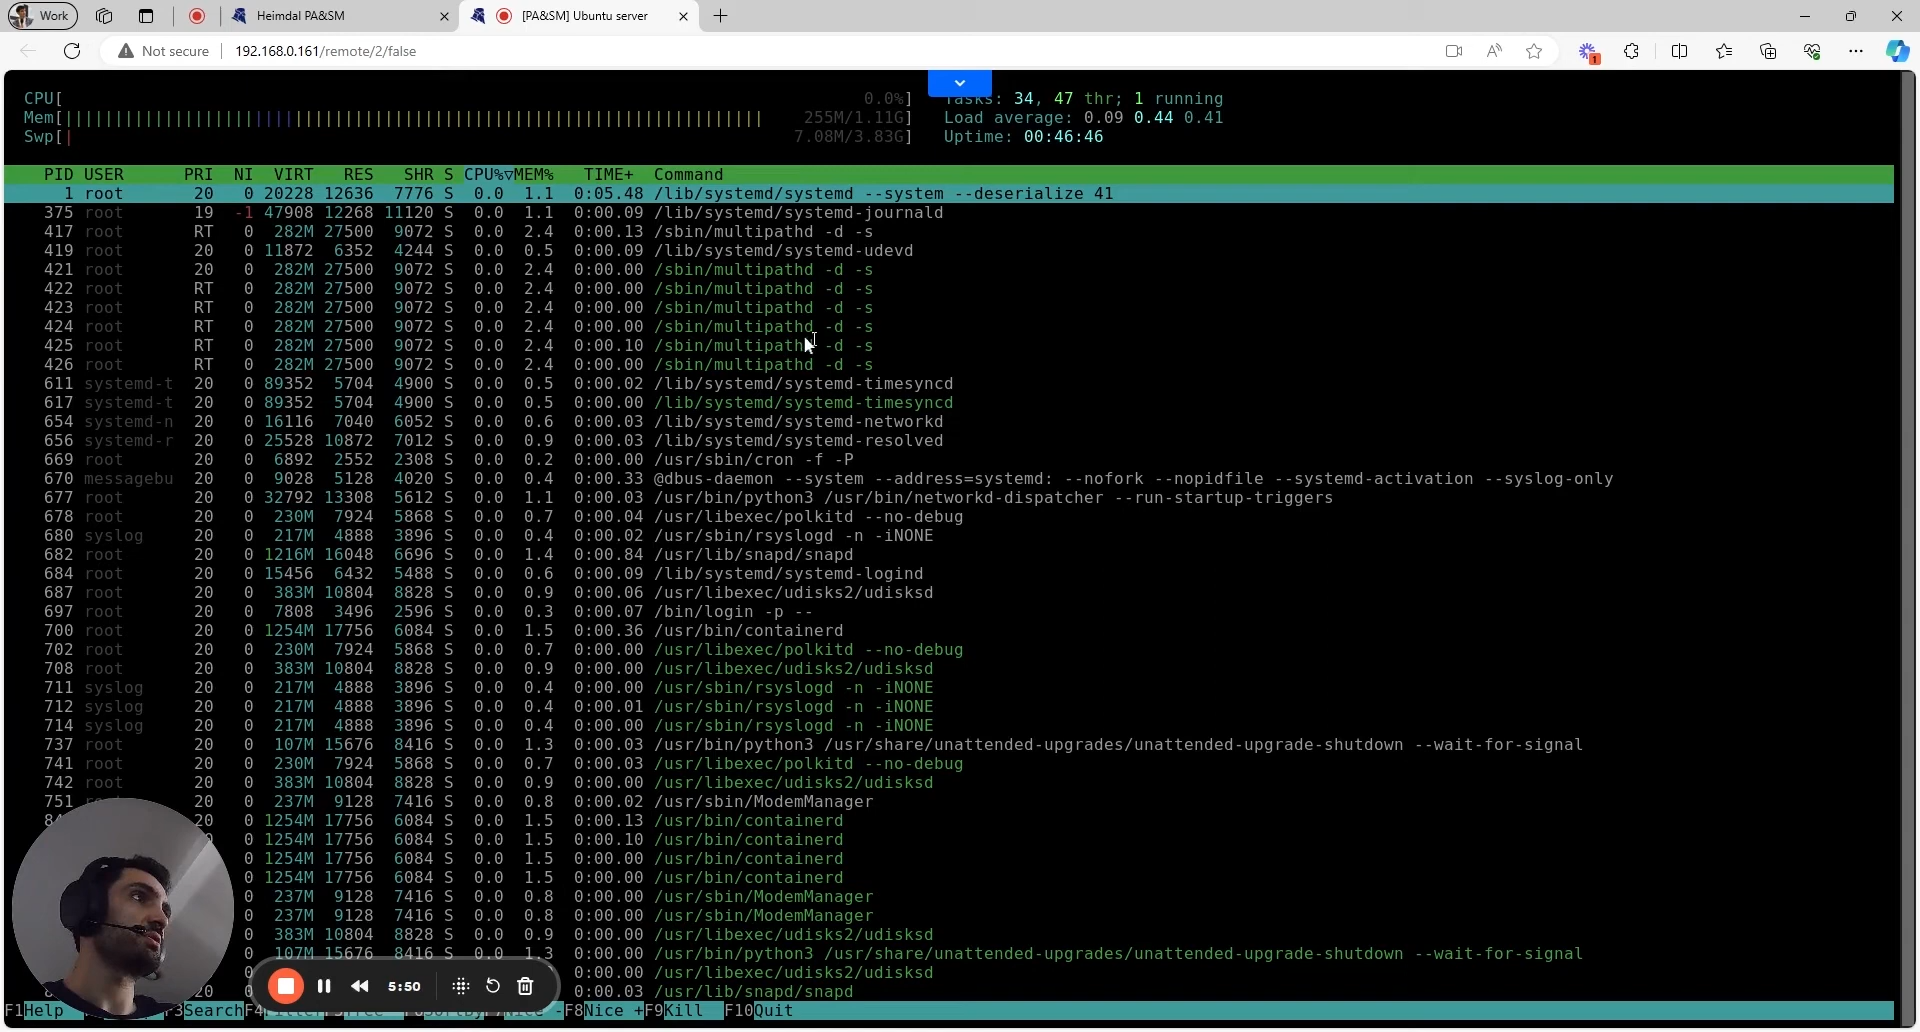 Work
Heimdal PA&SM
[PA&SM] Ubuntu server
Not secure
192.168.0.161/remote/2/false
1
CPU[ 0.0%]
Mem[||||||||||||||||||||||||||||||||||||||||||||||||||||||||||||||||||||||255M/1.11G]
Swp[| 7.08M/3.83G]
Tasks: 34, 47 thr; 1 running
Load average: 0.09 0.44 0.41
Uptime: 00:46:46
PID USER PRI NI VIRT RES SHR S CPU%▽MEM% TIME+ Command
1 root 20 0 20228 12636 7776 S 0.0 1.1 0:05.48 /lib/systemd/systemd --system --deserialize 41
375 root 19 -1 47908 12268 11120 S 0.0 1.1 0:00.09 /lib/systemd/systemd-journald
417 root RT 0 282M 27500 9072 S 0.0 2.4 0:00.13 /sbin/multipathd -d -s
419 root 20 0 11872 6352 4244 S 0.0 0.5 0:00.09 /lib/systemd/systemd-udevd
421 root 20 0 282M 27500 9072 S 0.0 2.4 0:00.00 /sbin/multipathd -d -s
422 root RT 0 282M 27500 9072 S 0.0 2.4 0:00.00 /sbin/multipathd -d -s
423 root RT 0 282M 27500 9072 S 0.0 2.4 0:00.00 /sbin/multipathd -d -s
424 root RT 0 282M 27500 9072 S 0.0 2.4 0:00.00 /sbin/multipathd -d -s
425 root RT 0 282M 27500 9072 S 0.0 2.4 0:00.10 /sbin/multipathd -d -s
426 root RT 0 282M 27500 9072 S 0.0 2.4 0:00.00 /sbin/multipathd -d -s
611 systemd-t 20 0 89352 5704 4900 S 0.0 0.5 0:00.02 /lib/systemd/systemd-timesyncd
617 systemd-t 20 0 89352 5704 4900 S 0.0 0.5 0:00.00 /lib/systemd/systemd-timesyncd
654 systemd-n 20 0 16116 7040 6052 S 0.0 0.6 0:00.03 /lib/systemd/systemd-networkd
656 systemd-r 20 0 25528 10872 7012 S 0.0 0.9 0:00.03 /lib/systemd/systemd-resolved
669 root 20 0 6892 2552 2308 S 0.0 0.2 0:00.00 /usr/sbin/cron -f -P
670 messagebu 20 0 9028 5128 4020 S 0.0 0.4 0:00.33 @dbus-daemon --system --address=systemd: --nofork --nopidfile --systemd-activation --syslog-only
677 root 20 0 32792 13308 5612 S 0.0 1.1 0:00.03 /usr/bin/python3 /usr/bin/networkd-dispatcher --run-startup-triggers
678 root 20 0 230M 7924 5868 S 0.0 0.7 0:00.04 /usr/libexec/polkitd --no-debug
680 syslog 20 0 217M 4888 3896 S 0.0 0.4 0:00.02 /usr/sbin/rsyslogd -n -iNONE
682 root 20 0 1216M 16048 6696 S 0.0 1.4 0:00.84 /usr/lib/snapd/snapd
684 root 20 0 15456 6432 5488 S 0.0 0.6 0:00.09 /lib/systemd/systemd-logind
687 root 20 0 383M 10804 8828 S 0.0 0.9 0:00.06 /usr/libexec/udisks2/udisksd
697 root 20 0 7808 3496 2596 S 0.0 0.3 0:00.07 /bin/login -p --
700 root 20 0 1254M 17756 6084 S 0.0 1.5 0:00.36 /usr/bin/containerd
702 root 20 0 230M 7924 5868 S 0.0 0.7 0:00.00 /usr/libexec/polkitd --no-debug
708 root 20 0 383M 10804 8828 S 0.0 0.9 0:00.00 /usr/libexec/udisks2/udisksd
711 syslog 20 0 217M 4888 3896 S 0.0 0.4 0:00.00 /usr/sbin/rsyslogd -n -iNONE
712 syslog 20 0 217M 4888 3896 S 0.0 0.4 0:00.01 /usr/sbin/rsyslogd -n -iNONE
714 syslog 20 0 217M 4888 3896 S 0.0 0.4 0:00.00 /usr/sbin/rsyslogd -n -iNONE
737 root 20 0 107M 15676 8416 S 0.0 1.3 0:00.03 /usr/bin/python3 /usr/share/unattended-upgrades/unattended-upgrade-shutdown --wait-for-signal
741 root 20 0 230M 7924 5868 S 0.0 0.7 0:00.03 /usr/libexec/polkitd --no-debug
742 root 20 0 383M 10804 8828 S 0.0 0.9 0:00.00 /usr/libexec/udisks2/udisksd
751 root 20 0 237M 9128 7416 S 0.0 0.8 0:00.02 /usr/sbin/ModemManager
20 0 1254M 17756 6084 S 0.0 1.5 0:00.13 /usr/bin/containerd
0 1254M 17756 6084 S 0.0 1.5 0:00.10 /usr/bin/containerd
0 1254M 17756 6084 S 0.0 1.5 0:00.00 /usr/bin/containerd
0 1254M 17756 6084 S 0.0 1.5 0:00.00 /usr/bin/containerd
0 237M 9128 7416 S 0.0 0.8 0:00.00 /usr/sbin/ModemManager
0 237M 9128 7416 S 0.0 0.8 0:00.00 /usr/sbin/ModemManager
0 383M 10804 8828 S 0.0 0.9 0:00.00 /usr/libexec/udisks2/udisksd
0 107M 15676 8416 S 0.0 1.3 0:00.00 /usr/bin/python3 /usr/share/unattended-upgrades/unattended-upgrade-shutdown --wait-for-signal
0 0:00.00 /usr/libexec/udisks2/udisksd
20 0:00.03 /usr/lib/snapd/snapd
5:50
F1Help F3Search F4 F8Nice + F9Kill F10Quit